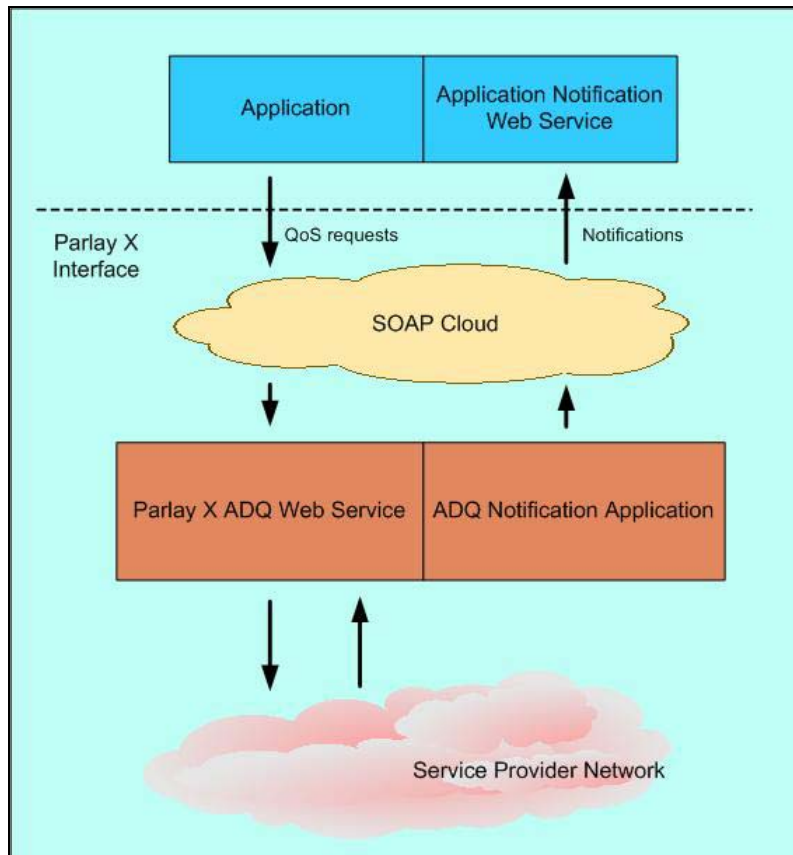 Application
Application Notification
Web Service
QoS requests
Notifications
Parlay X
Interface
SOAP Cloud
Parlay X ADQ Web Service
ADQ Notification Application
Service Provider Network